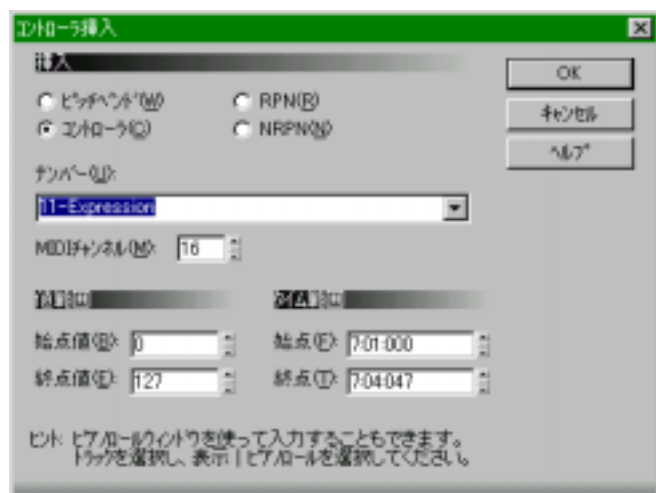 コントローラ挿入
挿入
ピッチベンド(W)
RPN(R)
コントローラ(C)
NRPN(N)
OK
キャンセル
ヘルプ
ナンバー(U):
11-Expression
MIDIチャンネル(M): 16
範囲
範囲
始点値(B): 0
始点(F): 7:01:000
終点値(E): 127
終点(T): 7:04:047
ヒント: ピアノロールウィンドウを使って入力することもできます。
トラックを選択し、表示 | ピアノロールを選択してください。